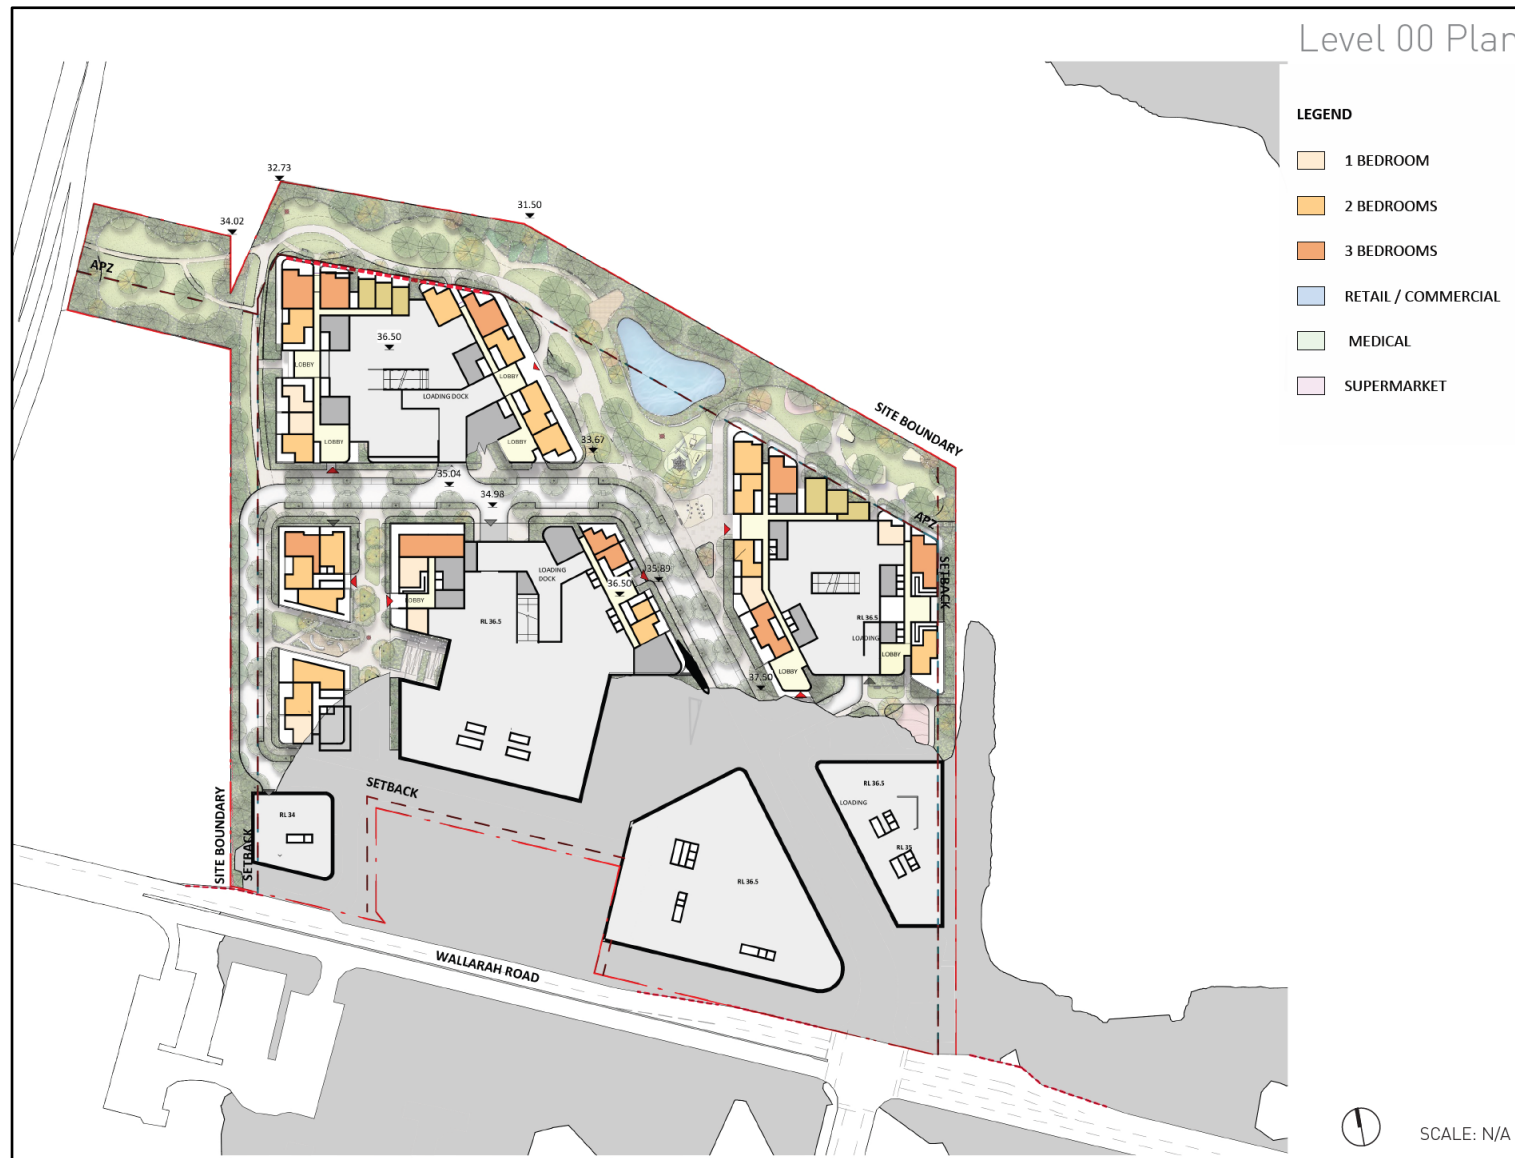 Level 00 Plan
LEGEND
1 BEDROOM
2 BEDROOMS
3 BEDROOMS
RETAIL / COMMERCIAL
MEDICAL
SUPERMARKET
32.73
31.50
34.02
APZ
36.50
LOBBY
LOBBY
LOADING DOCK
LOBBY
LOBBY
33.67
35.04
34.98
SITE BOUNDARY
APZ
SETBACK
LOADING
DOCK
35.89
36.50
LOBBY
RL 36.5
RL 36.5
LOADING
LOBBY
LOBBY
37.50
SETBACK
RL 36.5
LOADING
RL 35
RL 34
SITE BOUNDARY
SETBACK
RL 36.5
WALLARAH ROAD
SCALE: N/A